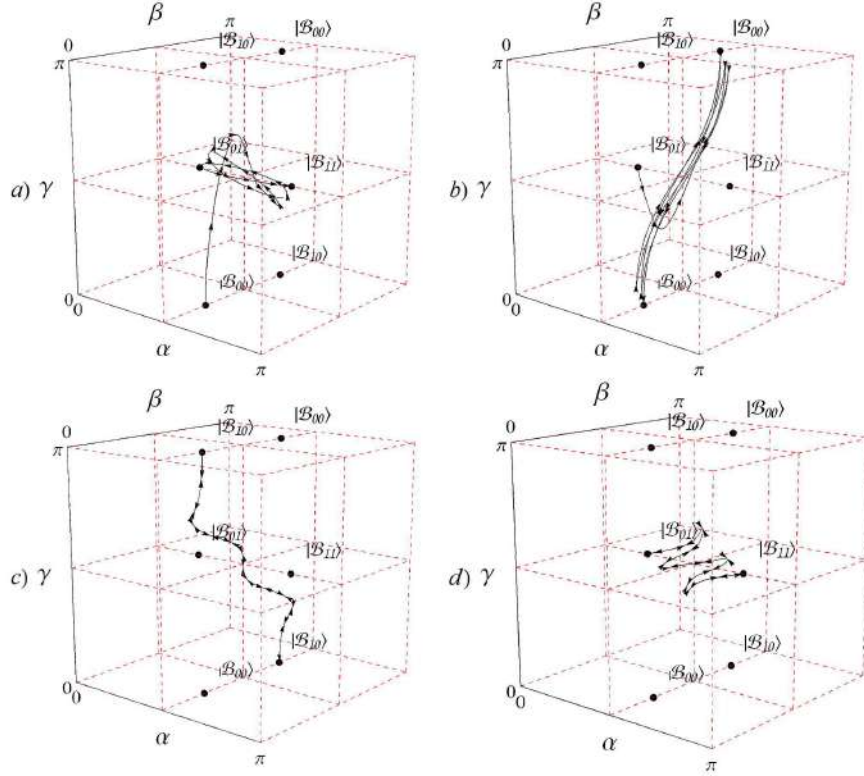 β β
0 π |ℬ₀₀⟩ 0 π |ℬ₀₀⟩
|ℬ₁₀⟩ |ℬ₁₀⟩
π π
|ℬ₀₁⟩ |ℬ₁₁⟩ |ℬ₀₁⟩ |ℬ₁₁⟩
a) γ b) γ
|ℬ₁₀⟩ |ℬ₁₀⟩
|ℬ₀₀⟩ |ℬ₀₀⟩
0 0
0 0
α α
π π
β β
0 π |ℬ₀₀⟩ 0 π |ℬ₀₀⟩
|ℬ₁₀⟩ |ℬ₁₀⟩
π π
|ℬ₀₁⟩ |ℬ₁₁⟩ |ℬ₀₁⟩ |ℬ₁₁⟩
c) γ d) γ
|ℬ₁₀⟩ |ℬ₁₀⟩
|ℬ₀₀⟩ |ℬ₀₀⟩
0 0
0 0
α α
π π